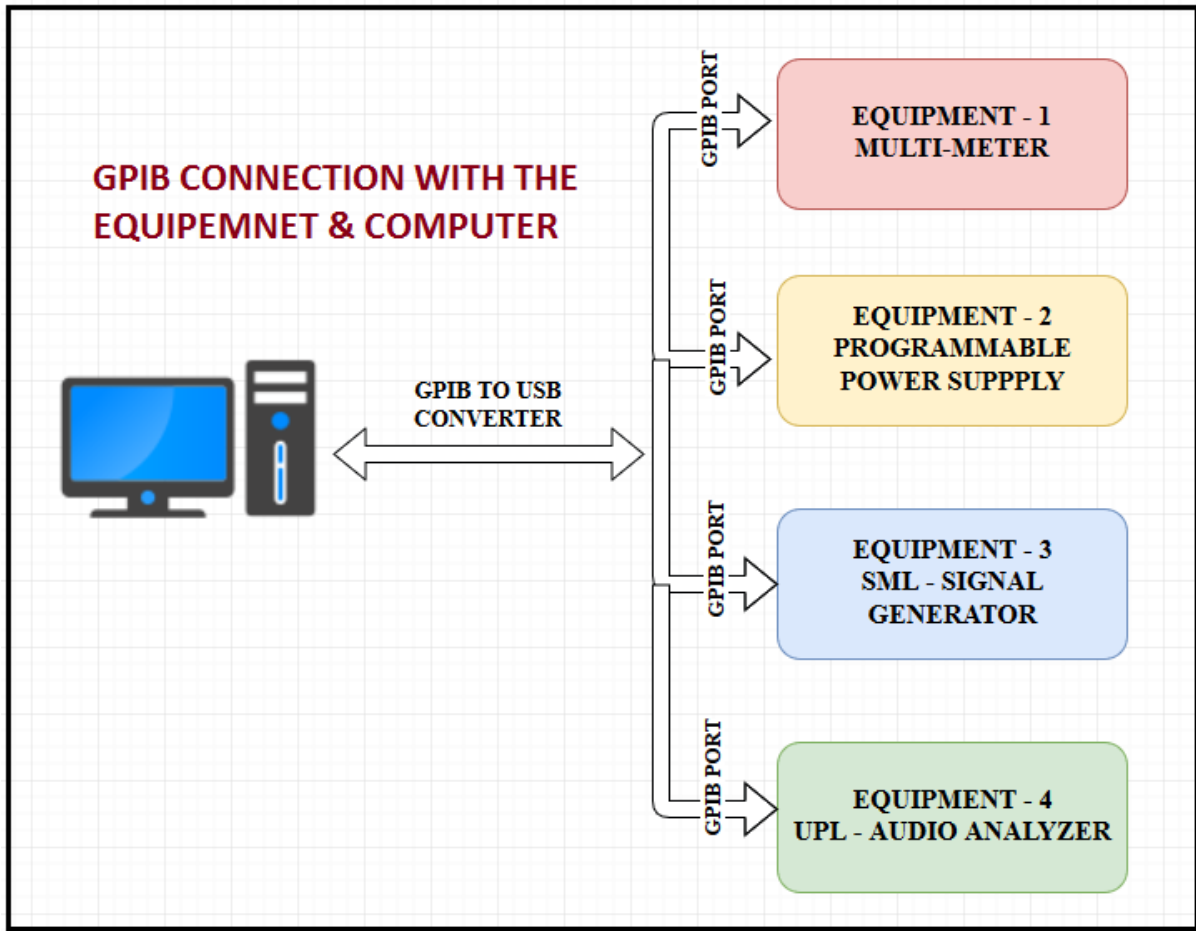 GPIB CONNECTION WITH THE
EQUIPEMNET & COMPUTER
GPIB TO USB
CONVERTER
GPIB PORT
EQUIPMENT - 1
MULTI-METER
GPIB PORT
EQUIPMENT - 2
PROGRAMMABLE
POWER SUPPPLY
GPIB PORT
EQUIPMENT - 3
SML - SIGNAL
GENERATOR
GPIB PORT
EQUIPMENT - 4
UPL - AUDIO ANALYZER